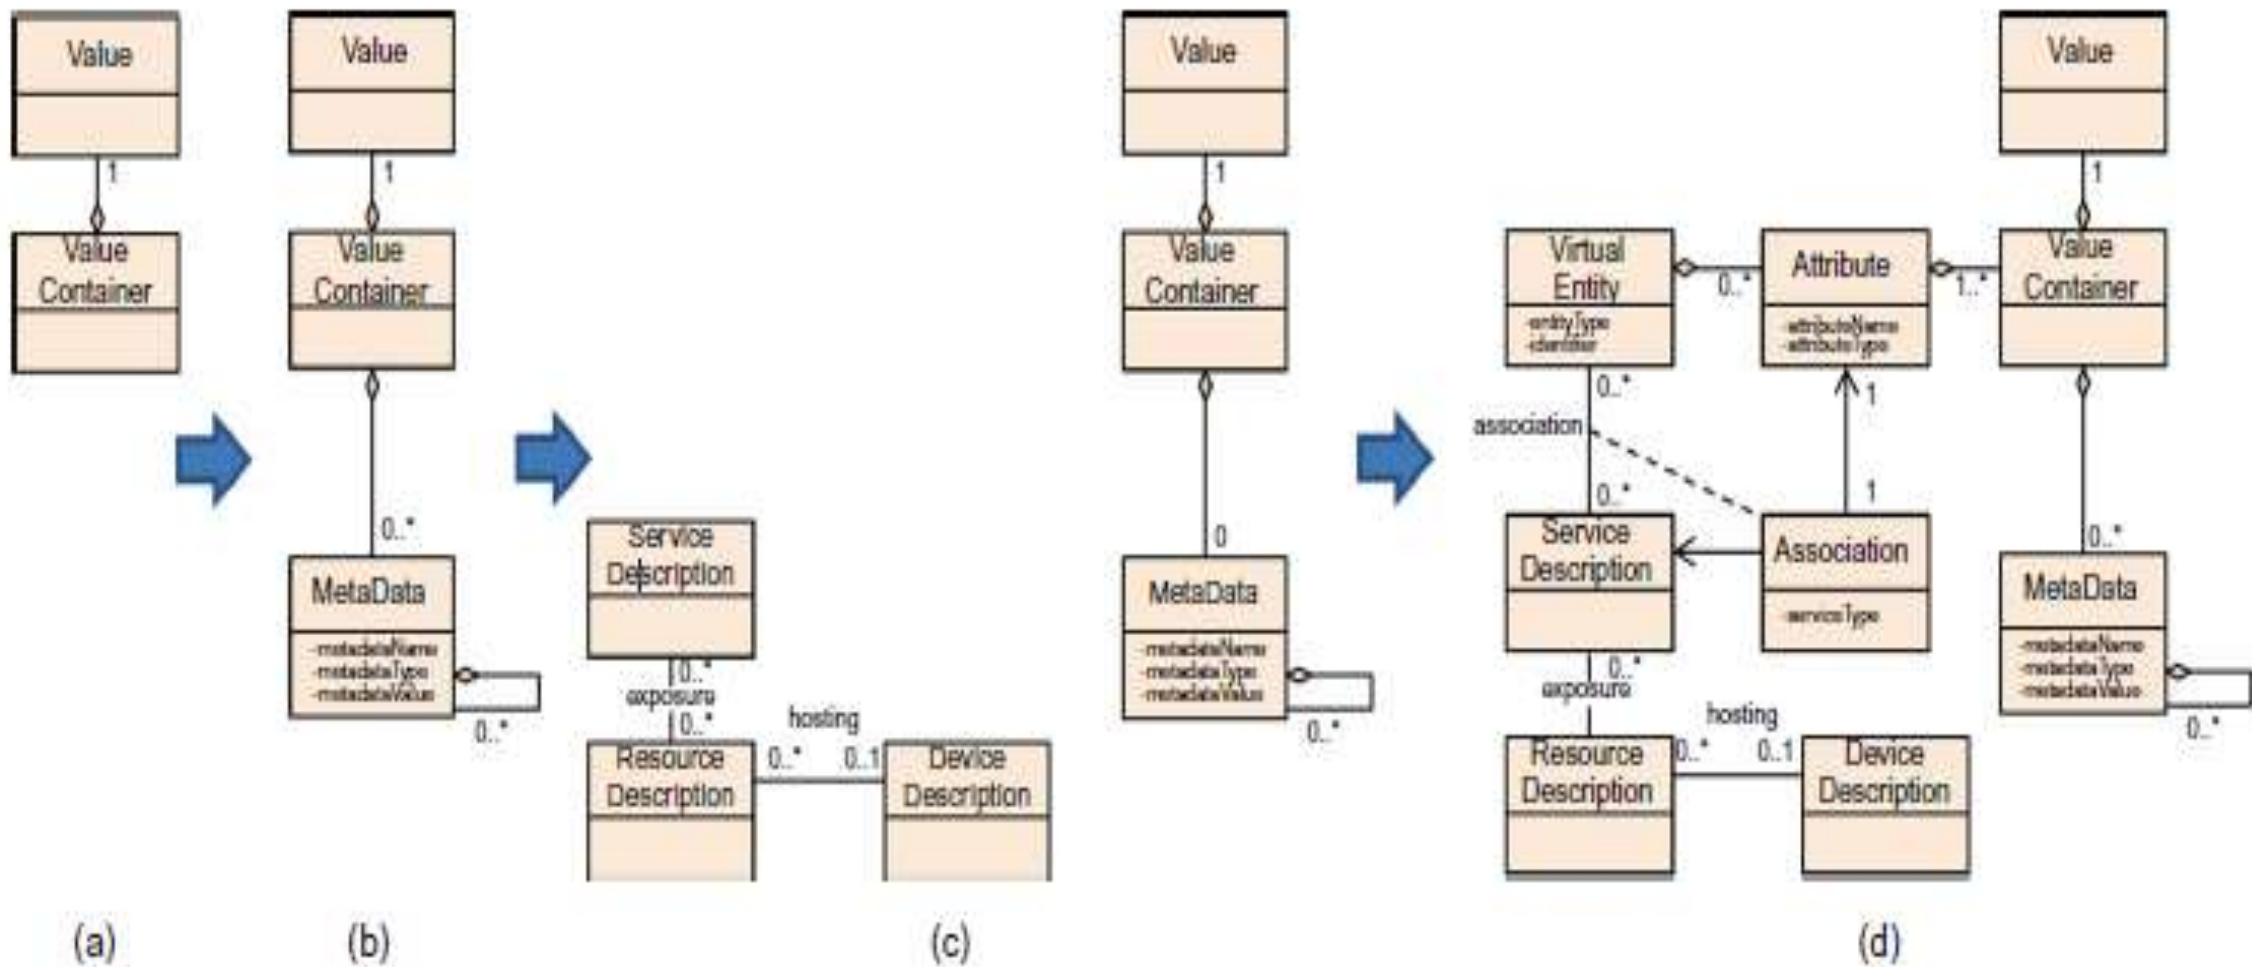 Value
1
Value
Container
(a)
Value
1
Value
Container
0..*
MetaData
-metadataName
-metadataType
-metadataValue
0..*
(b)
Service
Description
0..*
exposure
0..*
Resource
Description
hosting
0..*
0..1
Device
Description
Value
1
Value
Container
0
MetaData
-metadataName
-metadataType
-metadataValue
0..*
(c)
Value
1
Virtual
Entity
-entityType
-identifier
0..*
Attribute
-attributeName
-attributeType
1..*
Value
Container
0..*
association
0..*
1
1
Service
Description
Association
-serviceType
0..*
MetaData
-metadataName
-metadataType
-metadataValue
0..*
0..*
exposure
Resource
Description
hosting
0..*
0..1
Device
Description
(d)